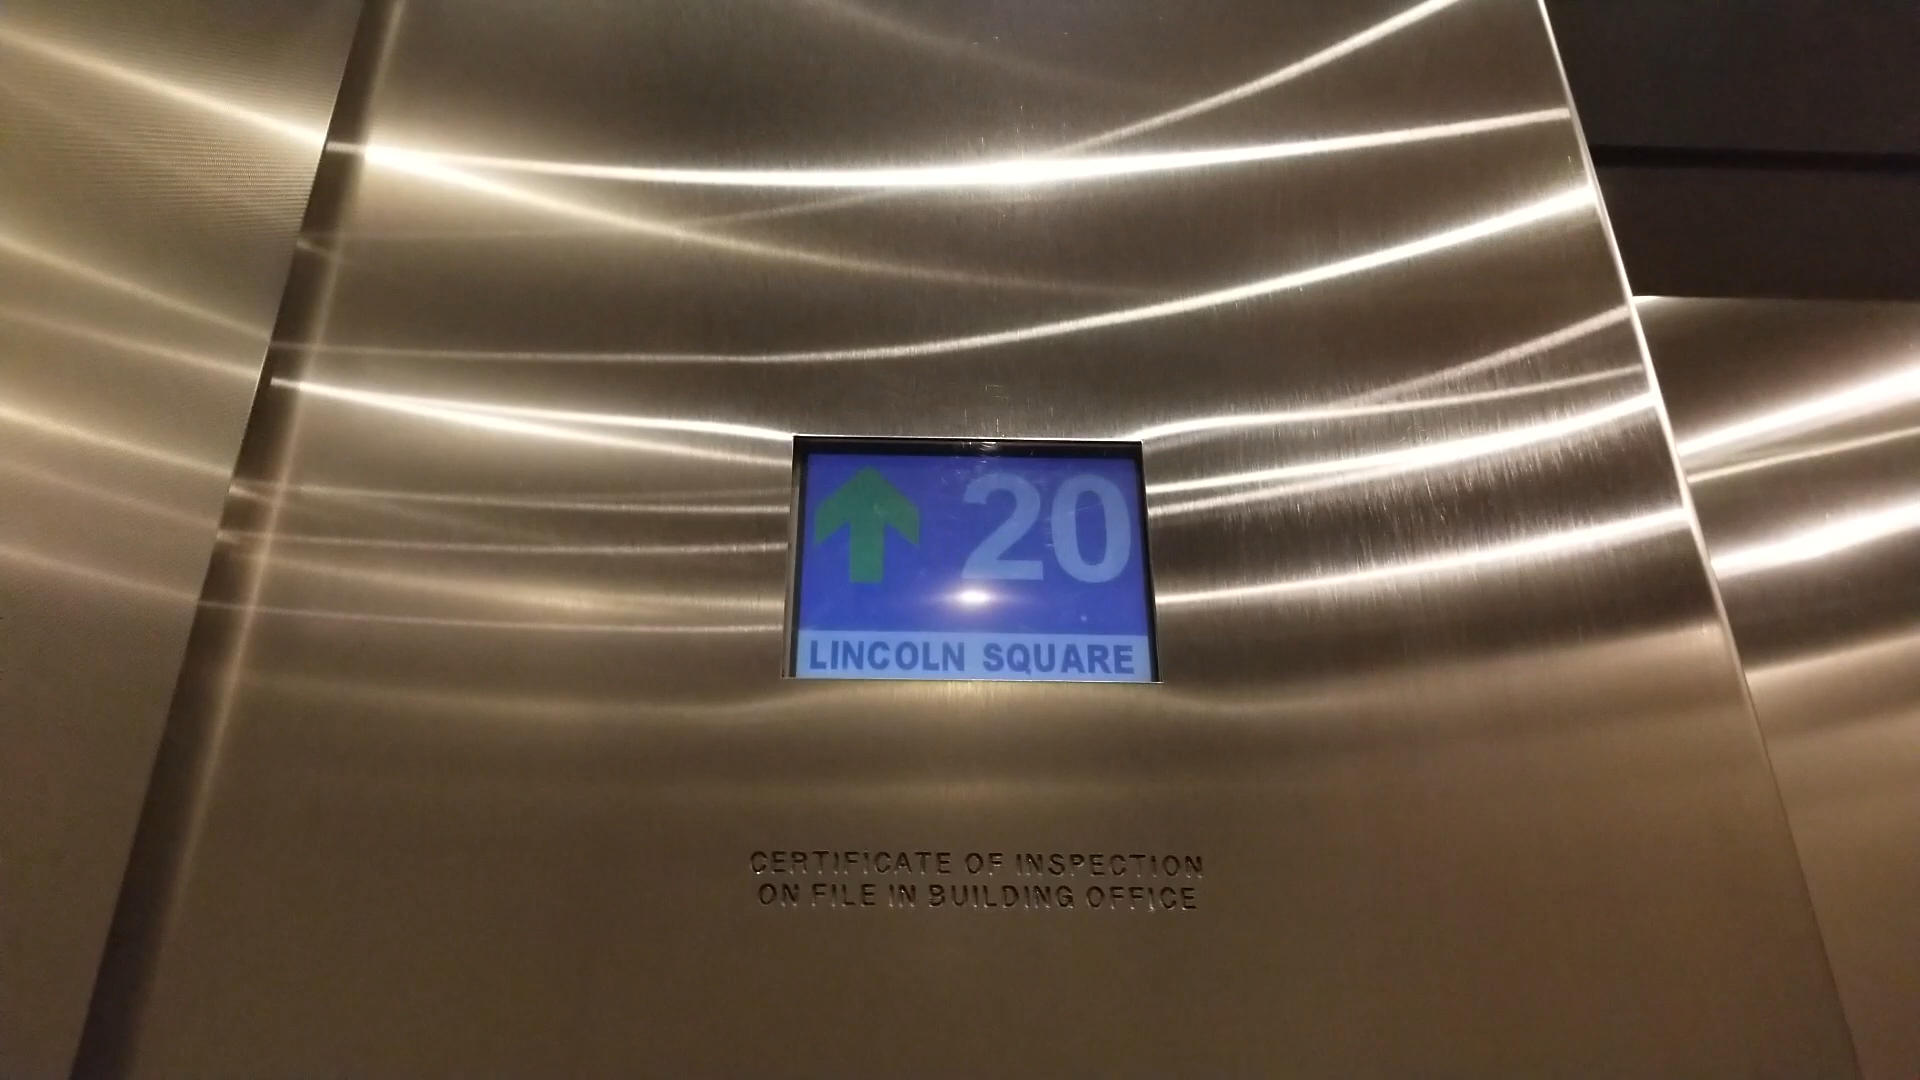 20
LINCOLN SQUARE
CERTIFICATE OF INSPECTION
ON FILE IN BUILDING OFFICE